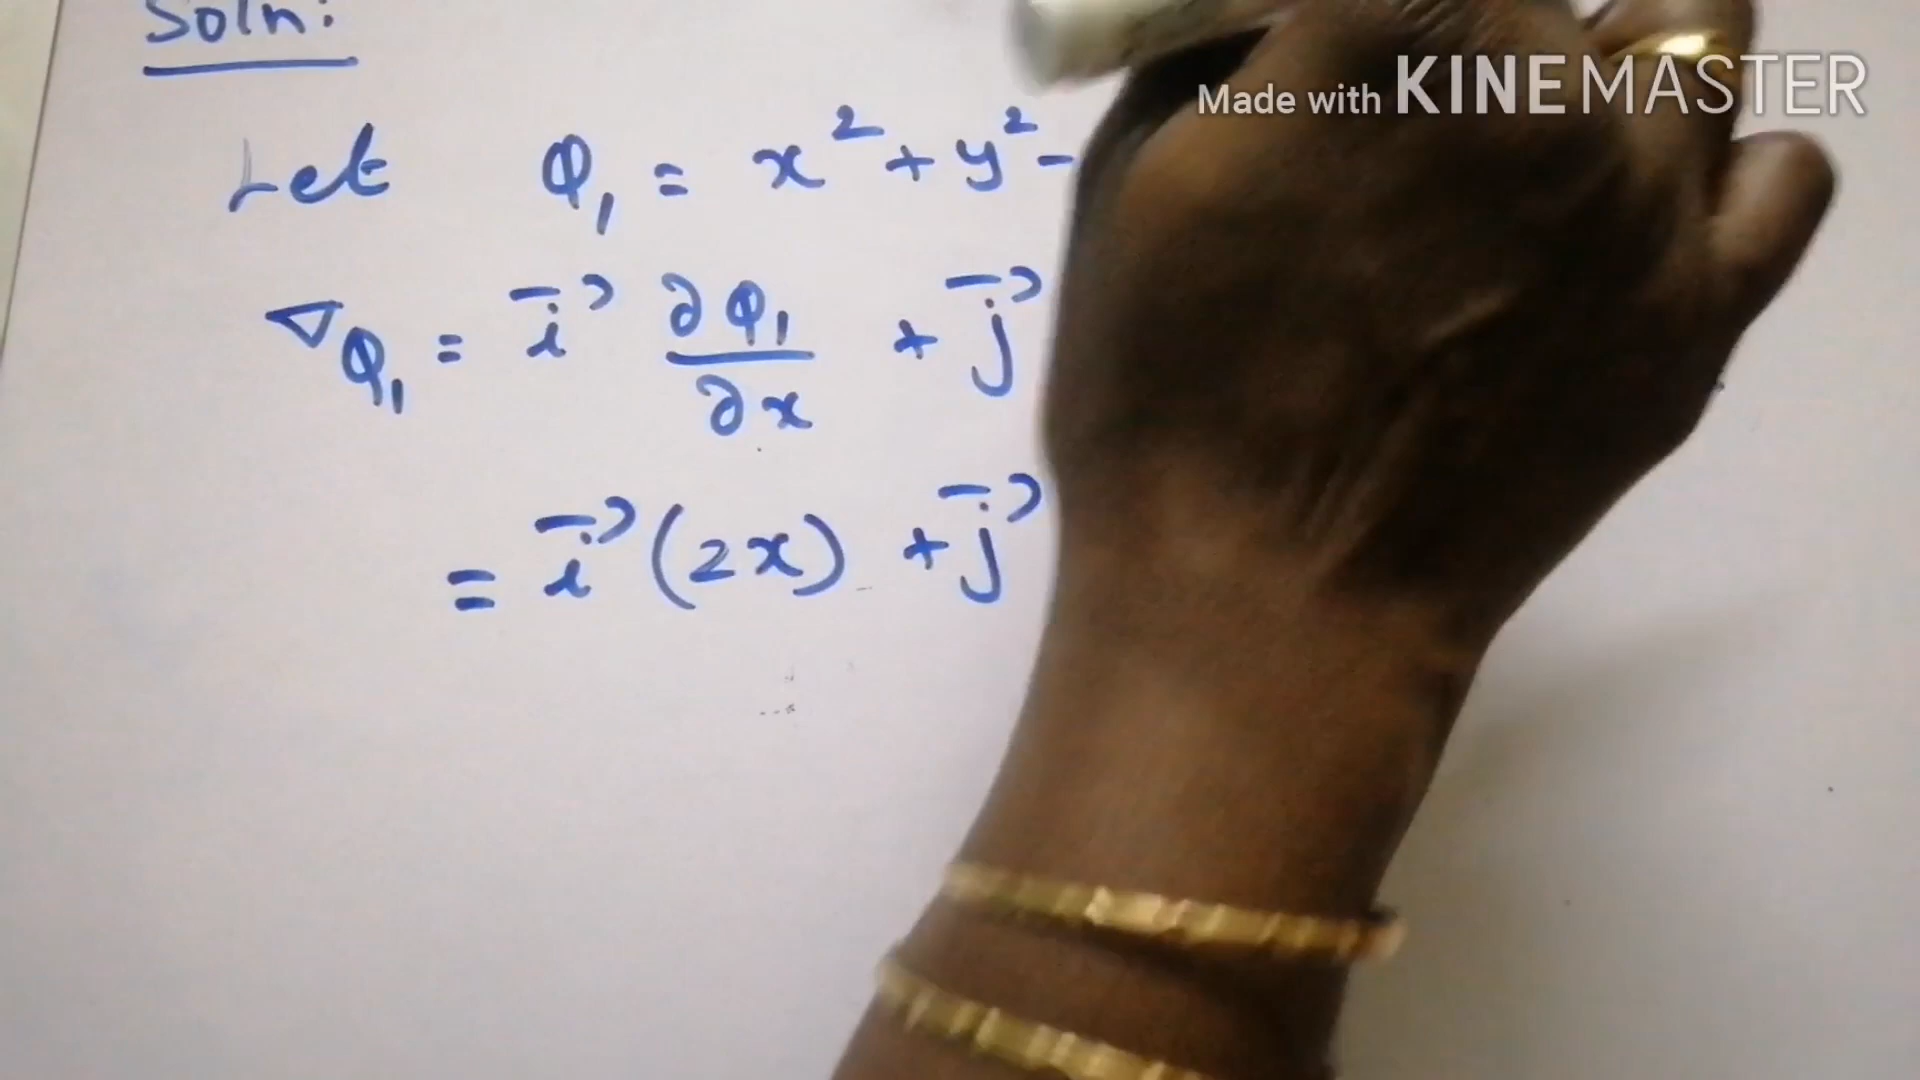 Soln:
Made with KINEMASTER
Let φ₁ = x² + y² -
∇φ₁ = i⃗ ∂φ₁/∂x + j⃗
= i⃗ (2x) + j⃗